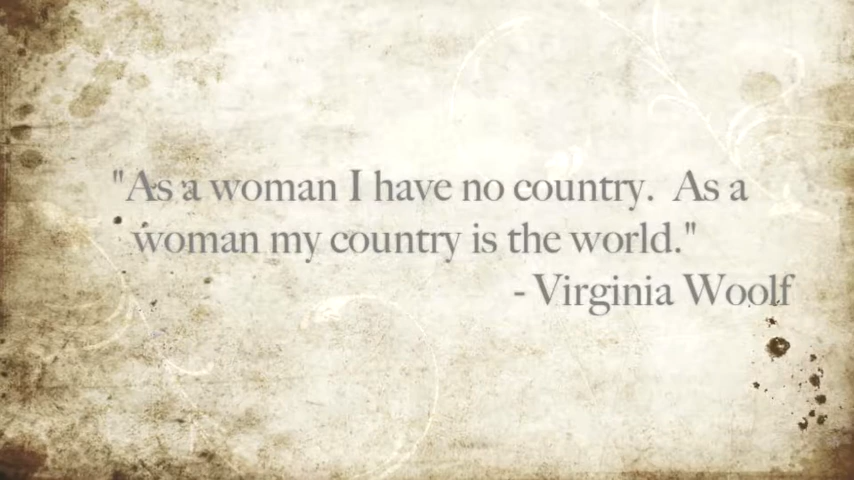 "As a woman I have no country.  As a
woman my country is the world."
- Virginia Woolf